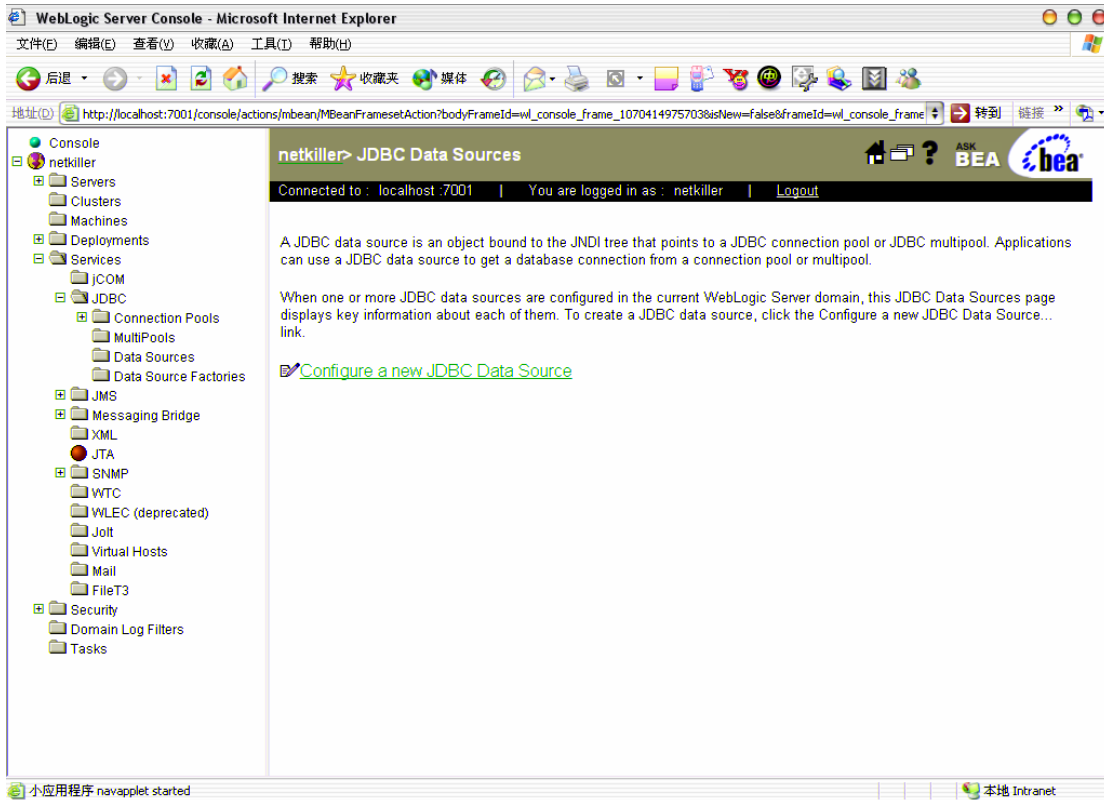 WebLogic Server Console - Microsoft Internet Explorer
文件(F) 编辑(E) 查看(V) 收藏(A) 工具(T) 帮助(H)
后退 搜索 收藏夹 媒体
地址(D) http://localhost:7001/console/actions/mbean/MBeanFramesetAction?bodyFrameId=wl_console_frame_1070414975703&isNew=false&frameId=wl_console_frame 转到 链接 »
Console
netkiller
Servers
Clusters
Machines
Deployments
Services
jCOM
JDBC
Connection Pools
MultiPools
Data Sources
Data Source Factories
JMS
Messaging Bridge
XML
JTA
SNMP
WTC
WLEC (deprecated)
Jolt
Virtual Hosts
Mail
FileT3
Security
Domain Log Filters
Tasks
netkiller> JDBC Data Sources
? ASK BEA bea
Connected to : localhost :7001 | You are logged in as : netkiller | Logout
A JDBC data source is an object bound to the JNDI tree that points to a JDBC connection pool or JDBC multipool. Applications
can use a JDBC data source to get a database connection from a connection pool or multipool.
When one or more JDBC data sources are configured in the current WebLogic Server domain, this JDBC Data Sources page
displays key information about each of them. To create a JDBC data source, click the Configure a new JDBC Data Source...
link.
Configure a new JDBC Data Source
小应用程序 navapplet started
本地 Intranet